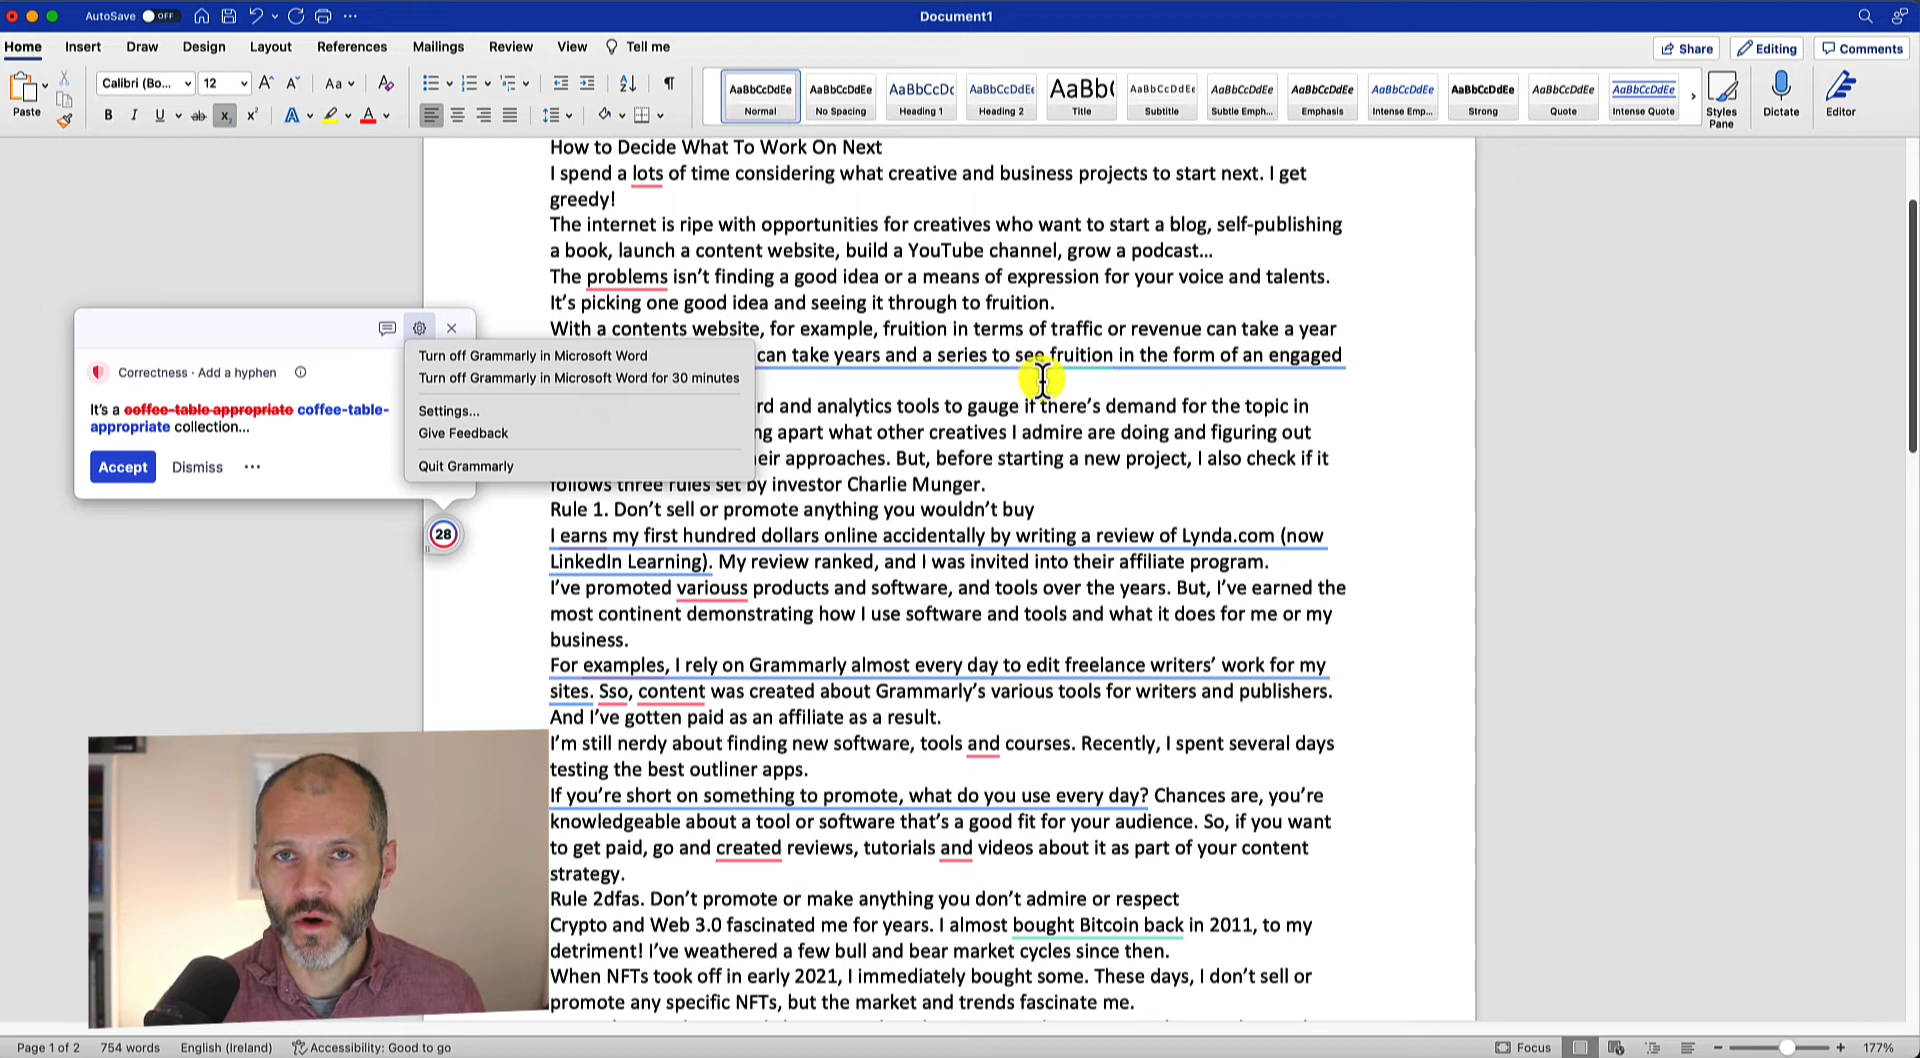 AutoSave OFF
Document1
Home Insert Draw Design Layout References Mailings Review View Tell me
Share Editing Comments
Paste
Calibri (Bo... 12
Aa
B I U ab x₂ x² A A
AaBbCcDdEe AaBbCcDdEe AaBbCcDc AaBbCcDdEe AaBb( AaBbCcDdEe AaBbCcDdEe AaBbCcDdEe AaBbCcDdEe AaBbCcDdEe AaBbCcDdEe AaBbCcDdEe
Normal No Spacing Heading 1 Heading 2 Title Subtitle Subtle Emph... Emphasis Intense Emp... Strong Quote Intense Quote
Styles Pane
Dictate
Editor
How to Decide What To Work On Next
I spend a lots of time considering what creative and business projects to start next. I get
greedy!
The internet is ripe with opportunities for creatives who want to start a blog, self-publishing
a book, launch a content website, build a YouTube channel, grow a podcast...
The problems isn't finding a good idea or a means of expression for your voice and talents.
It's picking one good idea and seeing it through to fruition.
With a contents website, for example, fruition in terms of traffic or revenue can take a year
can take years and a series to see fruition in the form of an engaged
rd and analytics tools to gauge if there's demand for the topic in
ng apart what other creatives I admire are doing and figuring out
eir approaches. But, before starting a new project, I also check if it
follows three rules set by investor Charlie Munger.
Rule 1. Don't sell or promote anything you wouldn't buy
I earns my first hundred dollars online accidentally by writing a review of Lynda.com (now
LinkedIn Learning). My review ranked, and I was invited into their affiliate program.
I've promoted variouss products and software, and tools over the years. But, I've earned the
most continent demonstrating how I use software and tools and what it does for me or my
business.
For examples, I rely on Grammarly almost every day to edit freelance writers' work for my
sites. Sso, content was created about Grammarly's various tools for writers and publishers.
And I've gotten paid as an affiliate as a result.
I'm still nerdy about finding new software, tools and courses. Recently, I spent several days
testing the best outliner apps.
If you're short on something to promote, what do you use every day? Chances are, you're
knowledgeable about a tool or software that's a good fit for your audience. So, if you want
to get paid, go and created reviews, tutorials and videos about it as part of your content
strategy.
Rule 2dfas. Don't promote or make anything you don't admire or respect
Crypto and Web 3.0 fascinated me for years. I almost bought Bitcoin back in 2011, to my
detriment! I've weathered a few bull and bear market cycles since then.
When NFTs took off in early 2021, I immediately bought some. These days, I don't sell or
promote any specific NFTs, but the market and trends fascinate me.
Correctness · Add a hyphen
It's a coffee-table appropriate coffee-table-
appropriate collection...
Accept Dismiss
Turn off Grammarly in Microsoft Word
Turn off Grammarly in Microsoft Word for 30 minutes
Settings...
Give Feedback
Quit Grammarly
28
Page 1 of 2 754 words English (Ireland) Accessibility: Good to go
Focus 177%